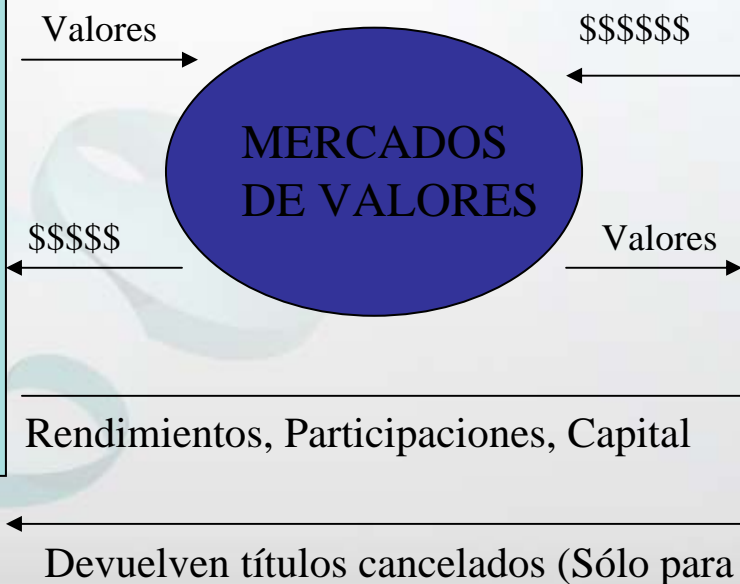 Valores
$$$$$$
MERCADOS
DE VALORES
$$$$$
Valores
Rendimientos, Participaciones, Capital
Devuelven títulos cancelados (Sólo para